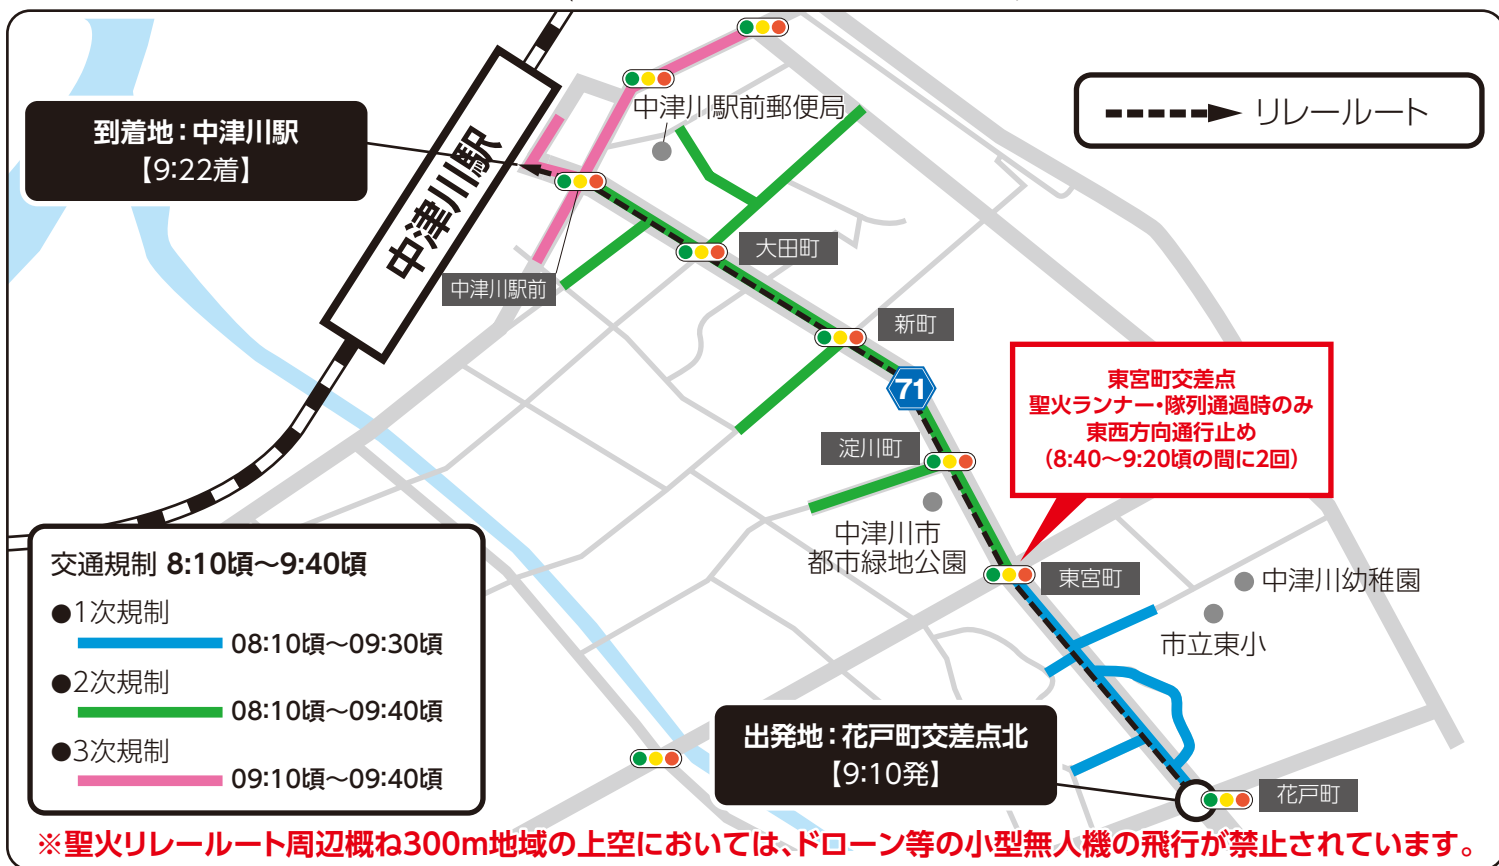 到着地：中津川駅
【9:22着】
中津川駅
中津川駅前郵便局
リレールート
大田町
中津川駅前
新町
71
東宮町交差点
聖火ランナー・隊列通過時のみ
東西方向通行止め
（8:40〜9:20頃の間に2回）
淀川町
中津川市
都市緑地公園
東宮町
中津川幼稚園
市立東小
交通規制 8:10頃〜9:40頃
●1次規制
08:10頃〜09:30頃
●2次規制
08:10頃〜09:40頃
●3次規制
09:10頃〜09:40頃
出発地：花戸町交差点北
【9:10発】
花戸町
※聖火リレールート周辺概ね300m地域の上空においては、ドローン等の小型無人機の飛行が禁止されています。